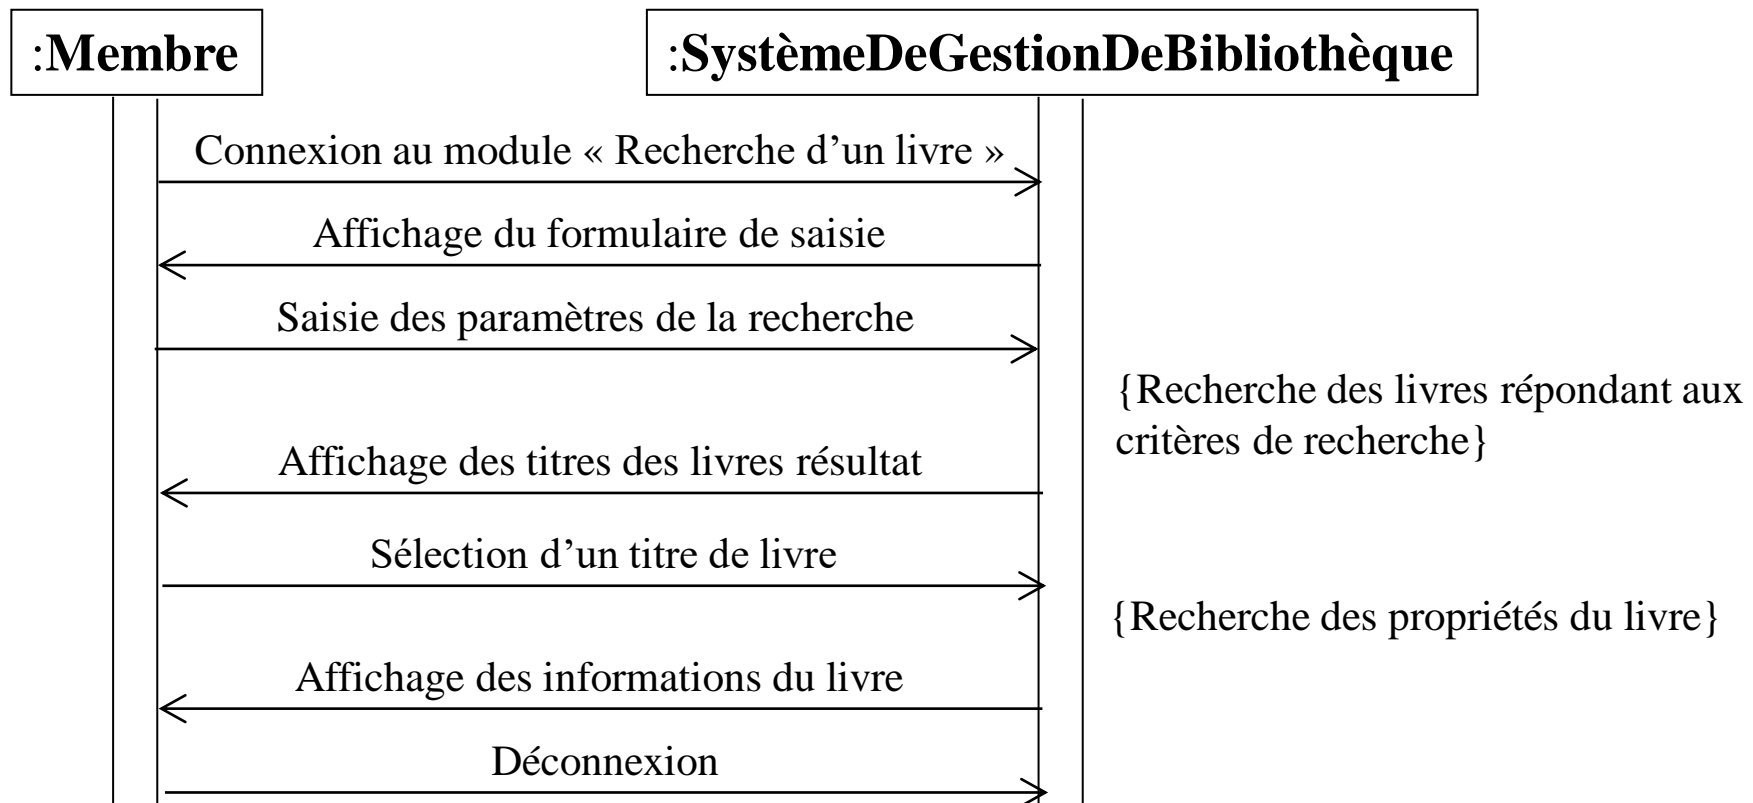 :Membre
:SystèmeDeGestionDeBibliothèque
Connexion au module « Recherche d’un livre »
Affichage du formulaire de saisie
Saisie des paramètres de la recherche
{Recherche des livres répondant aux
critères de recherche}
Affichage des titres des livres résultat
Sélection d’un titre de livre
{Recherche des propriétés du livre}
Affichage des informations du livre
Déconnexion